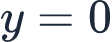 y = 0